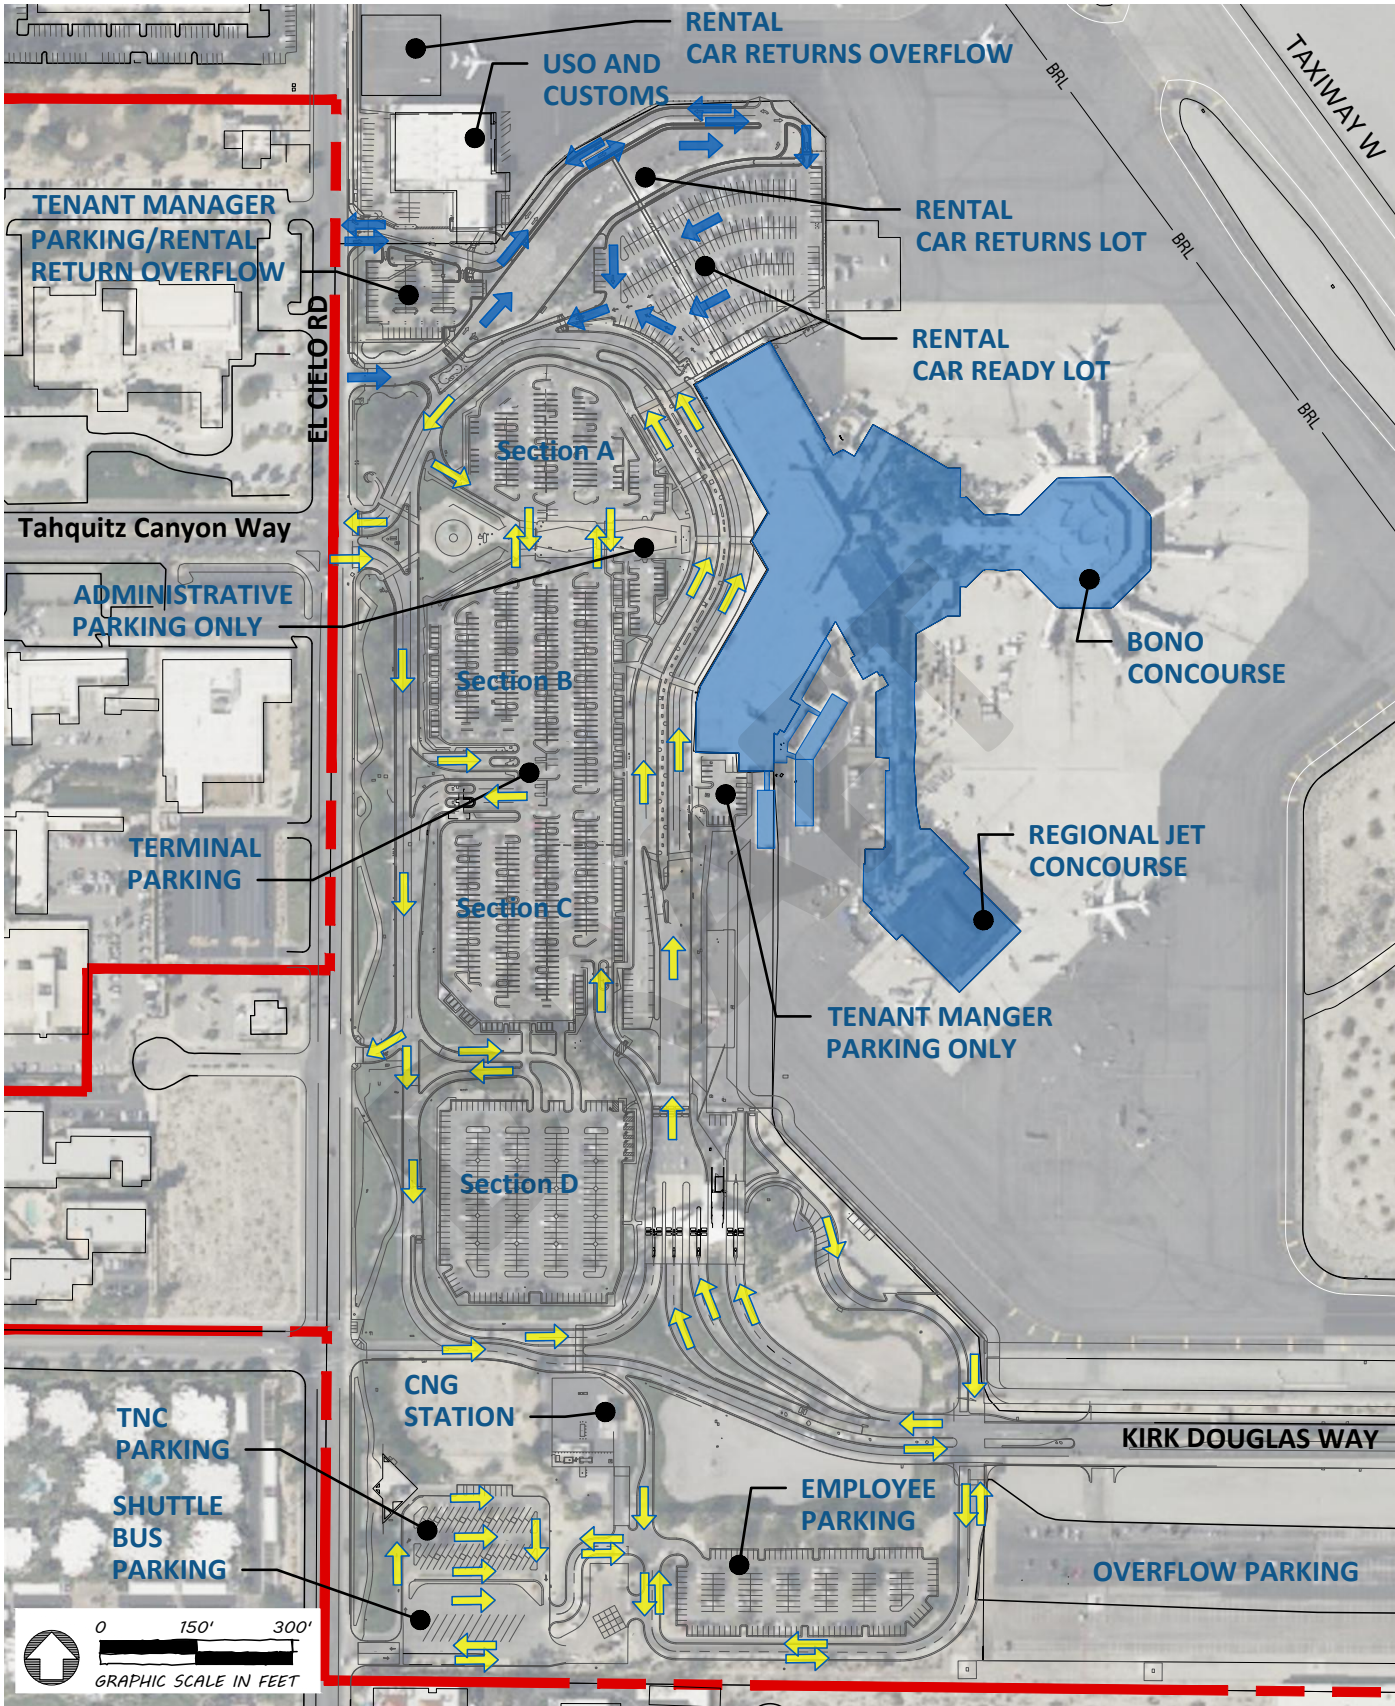 RENTAL
CAR RETURNS OVERFLOW
USO AND
CUSTOMS
TAXIWAY W
BRL
TENANT MANAGER
PARKING/RENTAL
RETURN OVERFLOW
RENTAL
CAR RETURNS LOT
BRL
EL CIELO RD
RENTAL
CAR READY LOT
BRL
Section A
Tahquitz Canyon Way
ADMINISTRATIVE
PARKING ONLY
BONO
CONCOURSE
Section B
TERMINAL
PARKING
REGIONAL JET
CONCOURSE
Section C
TENANT MANGER
PARKING ONLY
Section D
CNG
STATION
TNC
PARKING
KIRK DOUGLAS WAY
SHUTTLE
BUS
PARKING
EMPLOYEE
PARKING
OVERFLOW PARKING
0 150' 300'
GRAPHIC SCALE IN FEET